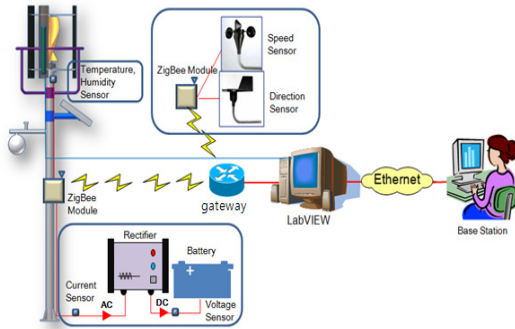 Speed
Sensor
ZigBee Module
Direction
Sensor
Temperature,
Humidity
Sensor
ZigBee
Module
gateway
LabVIEW
Ethernet
Base Station
Rectifier
Battery
Current
Sensor
AC
DC
Voltage
Sensor